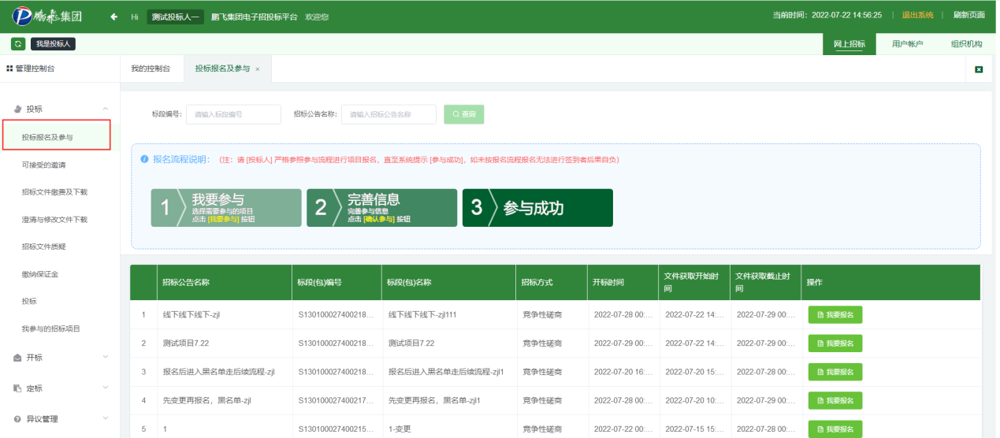 鹏飞集团
Hi 测试投标人一 鹏飞集团电子招投标平台 欢迎您
当前时间：2022-07-22 14:56:25 | 退出系统 | 刷新页面
我是投标人
网上招标 用户帐户 组织机构
管理控制台
我的控制台 投标报名及参与 ×
投标
投标报名及参与
可接受的邀请
招标文件缴费及下载
澄清与修改文件下载
招标文件质疑
缴纳保证金
投标
我参与的招标项目
开标
定标
异议管理
标段编号： 请输入标段编号 招标公告名称： 请输入招标公告名称 查询
报名流程说明：（注：请 [投标人] 严格参照参与流程进行项目报名，直至系统提示 [参与成功]，如未按报名流程报名无法进行签到者后果自负）
1 我要参与
选择需要参与的项目
点击 [我要参与] 按钮
2 完善信息
完善参与信息
点击 [确认参与] 按钮
3 参与成功
招标公告名称 标段(包)编号 标段(包)名称 招标方式 开标时间 文件获取开始时间 文件获取截止时间 操作
1 线下线下线下-zjl S130100027400218... 线下线下线下-zjl111 竞争性磋商 2022-07-28 00:... 2022-07-22 14:... 2022-07-29 00:... 我要报名
2 测试项目7.22 S130100027400218... 测试项目7.22 竞争性磋商 2022-07-29 00:... 2022-07-22 14:... 2022-07-29 00:... 我要报名
3 报名后进入黑名单走后续流程-zjl S130100027400218... 报名后进入黑名单走后续流程-zjl1 竞争性磋商 2022-07-20 16:... 2022-07-20 15:... 2022-07-28 00:... 我要报名
4 先变更再报名，黑名单-zjl S130100027400217... 先变更再报名，黑名单-zjl1 竞争性磋商 2022-07-28 00:... 2022-07-20 10:... 2022-07-29 00:... 我要报名
5 1 S130100027400215... 1-变更 竞争性磋商 2022-07-22 00:... 2022-07-15 15:... 2022-07-28 00:... 我要报名